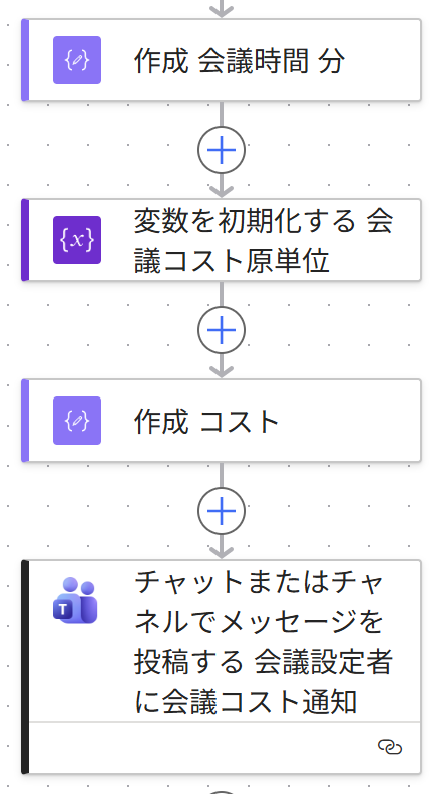 作成 会議時間 分
{x}
変数を初期化する 会
議コスト原単位
作成 コスト
T
チャットまたはチャ
ネルでメッセージを
投稿する 会議設定者
に会議コスト通知